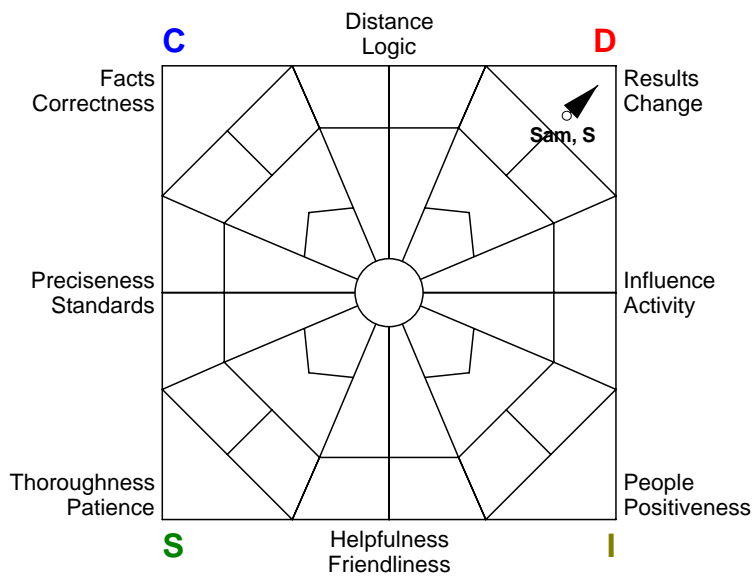 Distance
Logic
C
D
Facts
Correctness
Results
Change
Sam, S
Preciseness
Standards
Influence
Activity
Thoroughness
Patience
People
Positiveness
S
Helpfulness
Friendliness
I